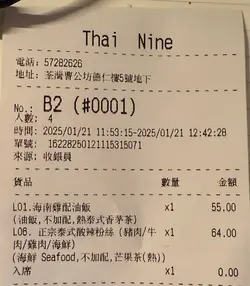 Thai Nine
電話: 57282626
地址: 荃灣曹公坊德仁樓5號地下
No.: B2 (#0001)
人數: 4
時間: 2025/01/21 11:53:15-2025/01/21 12:42:28
單號: 16228250121115315071
來源: 收銀員
貨品 數量 金額
L01.海南雞配油飯 x1 55.00
(油飯,不加配,熱泰式香茅茶)
L06. 正宗泰式酸辣粉絲 (豬肉/牛 x1 64.00
肉/雞肉/海鮮)
(海鮮 Seafood,不加配,芒果茶(熱))
入席 x1 0.00